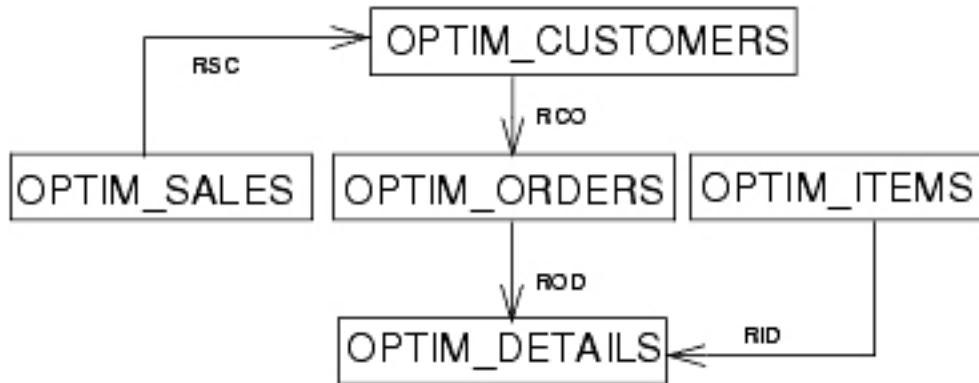 OPTIM_CUSTOMERS
RSC
RCO
OPTIM_SALES
OPTIM_ORDERS
OPTIM_ITEMS
ROD
OPTIM_DETAILS
RID